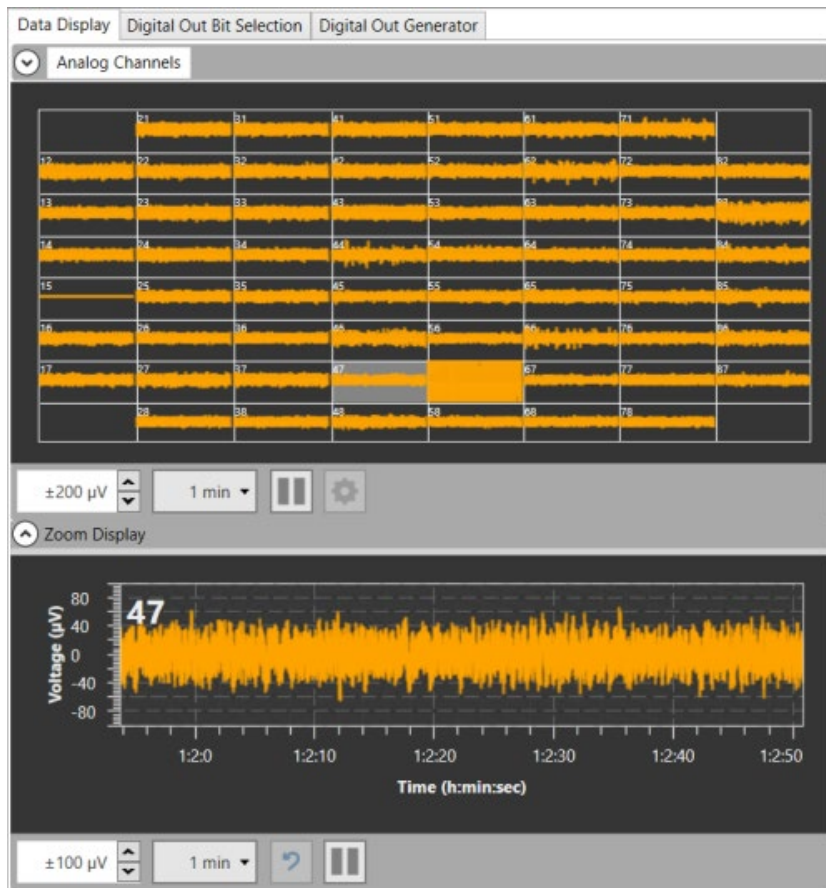 Data Display Digital Out Bit Selection Digital Out Generator
Analog Channels
21 31 41 51 61 71
12 22 32 42 52 62 72 82
13 23 33 43 53 63 73 83
14 24 34 44 54 64 74 84
15 25 35 45 55 65 75 85
16 26 36 46 56 66 76 86
17 27 37 47 67 77 87
28 38 48 58 68 78
±200 µV 1 min
Zoom Display
47
Voltage (µV)
80
40
0
-40
-80
1:2:0 1:2:10 1:2:20 1:2:30 1:2:40 1:2:50
Time (h:min:sec)
±100 µV 1 min